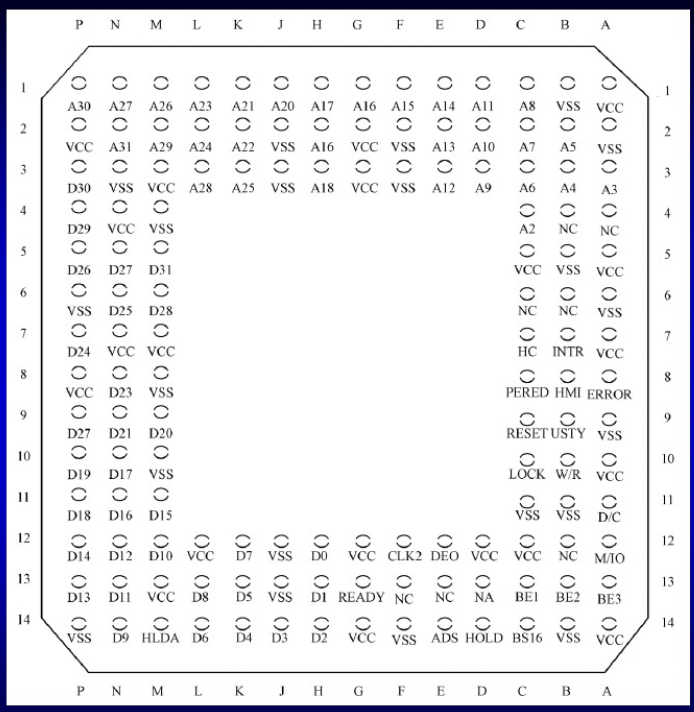 P N M L K J H G F E D C B A
1 1
A30 A27 A26 A23 A21 A20 A17 A16 A15 A14 A11 A8 VSS VCC
2 2
VCC A31 A29 A24 A22 VSS A16 VCC VSS A13 A10 A7 A5 VSS
3 3
D30 VSS VCC A28 A25 VSS A18 VCC VSS A12 A9 A6 A4 A3
4 4
D29 VCC VSS A2 NC NC
5 5
D26 D27 D31 VCC VSS VCC
6 6
VSS D25 D28 NC NC VSS
7 7
D24 VCC VCC HC INTR VCC
8 8
VCC D23 VSS PERED HMI ERROR
9 9
D27 D21 D20 RESET USTY VSS
10 10
D19 D17 VSS LOCK W/R VCC
11 11
D18 D16 D15 VSS VSS D/C
12 12
D14 D12 D10 VCC D7 VSS D0 VCC CLK2 DEO VCC VCC NC M/IO
13 13
D13 D11 VCC D8 D5 VSS D1 READY NC NC NA BE1 BE2 BE3
14 14
VSS D9 HLDA D6 D4 D3 D2 VCC VSS ADS HOLD BS16 VSS VCC
P N M L K J H G F E D C B A